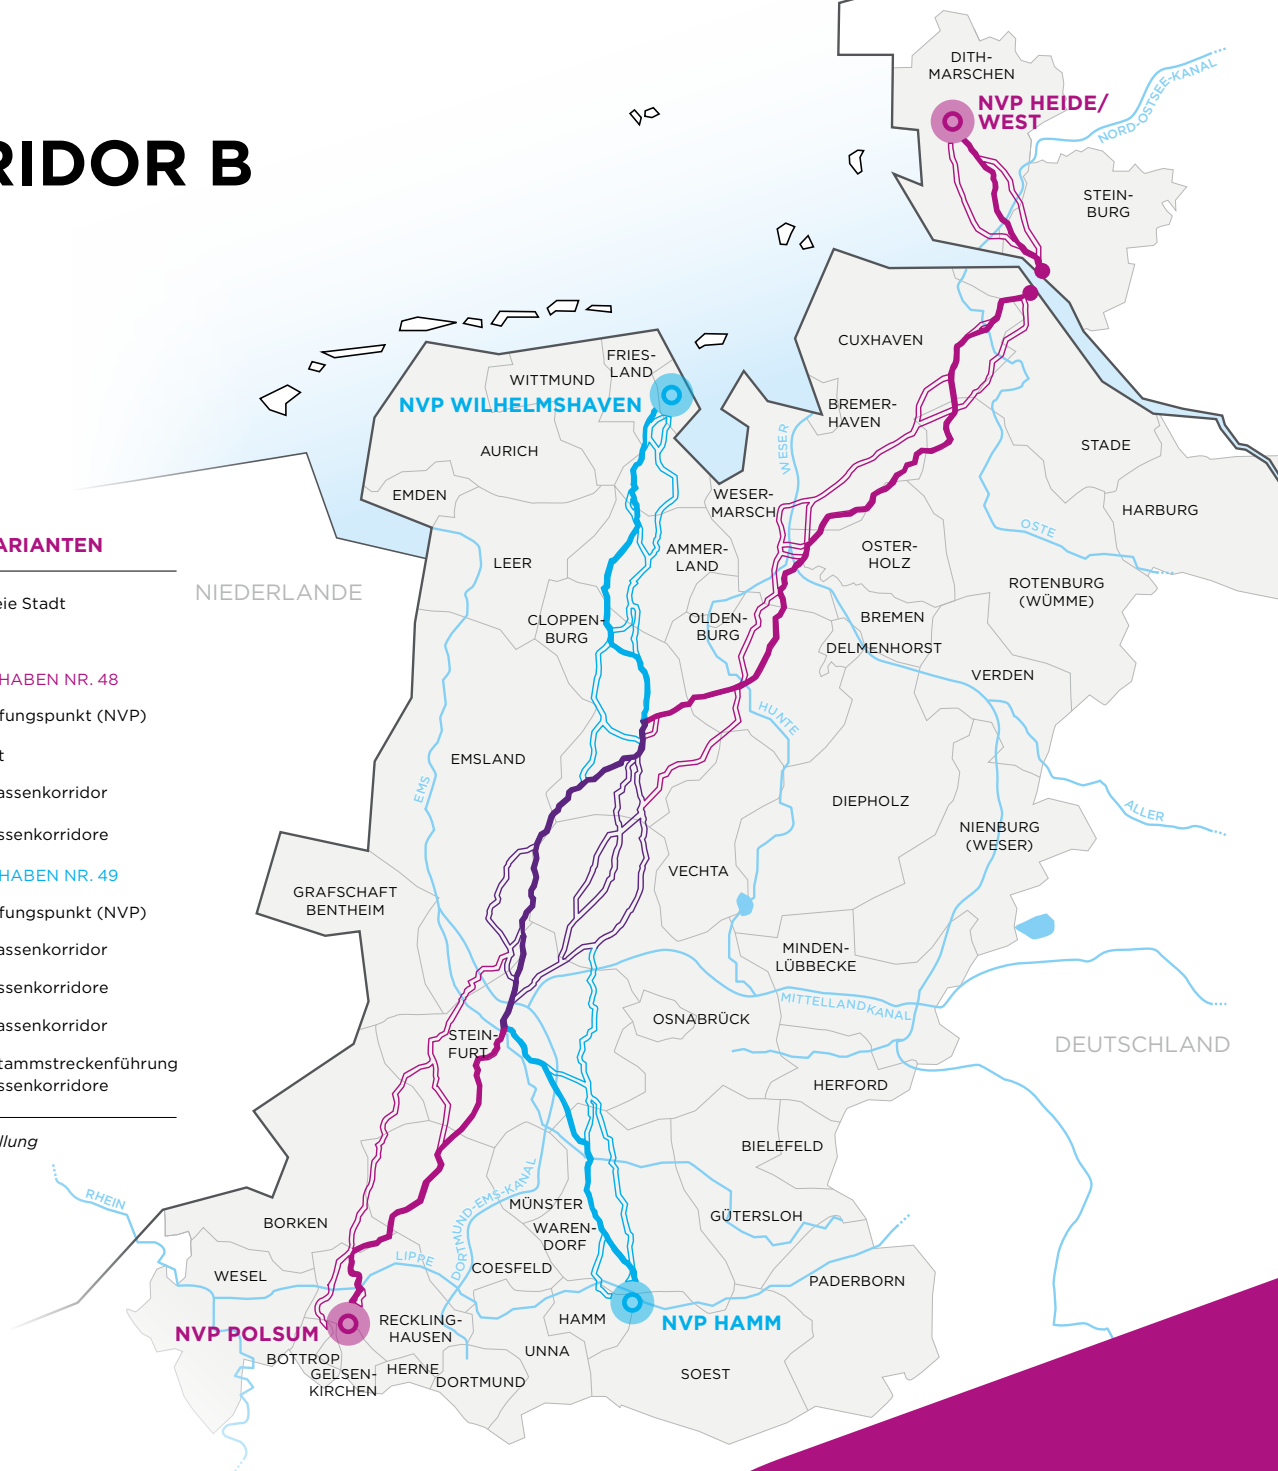 RIDOR B
ARIANTEN
eie Stadt
HABEN NR. 48
fungspunkt (NVP)
t
assenkorridor
ssenkorridore
HABEN NR. 49
fungspunkt (NVP)
assenkorridor
ssenkorridore
assenkorridor
tammstreckenführung
ssenkorridore
llung
DITH-
MARSCHEN
NVP HEIDE/
WEST
NORD-OSTSEE-KANAL
STEIN-
BURG
CUXHAVEN
FRIES-
LAND
WITTMUND
NVP WILHELMSHAVEN
BREMER-
HAVEN
AURICH
WESER
STADE
EMDEN
WESER-
MARSCH
HARBURG
OSTE
LEER
AMMER-
LAND
OSTER-
HOLZ
ROTENBURG
(WÜMME)
NIEDERLANDE
CLOPPEN-
BURG
OLDEN-
BURG
BREMEN
DELMENHORST
VERDEN
HUNTE
EMSLAND
EMS
DIEPHOLZ
ALLER
NIENBURG
(WESER)
VECHTA
GRAFSCHAFT
BENTHEIM
MINDEN-
LÜBBECKE
MITTELLANDKANAL
OSNABRÜCK
STEIN-
FURT
DEUTSCHLAND
HERFORD
BIELEFELD
RHEIN
DORTMUND-EMS-KANAL
MÜNSTER
GÜTERSLOH
BORKEN
WAREN-
DORF
LIPPE
COESFELD
WESEL
PADERBORN
RECKLING-
HAUSEN
HAMM
NVP HAMM
NVP POLSUM
UNNA
BOTTROP
GELSEN-
KIRCHEN
HERNE
DORTMUND
SOEST